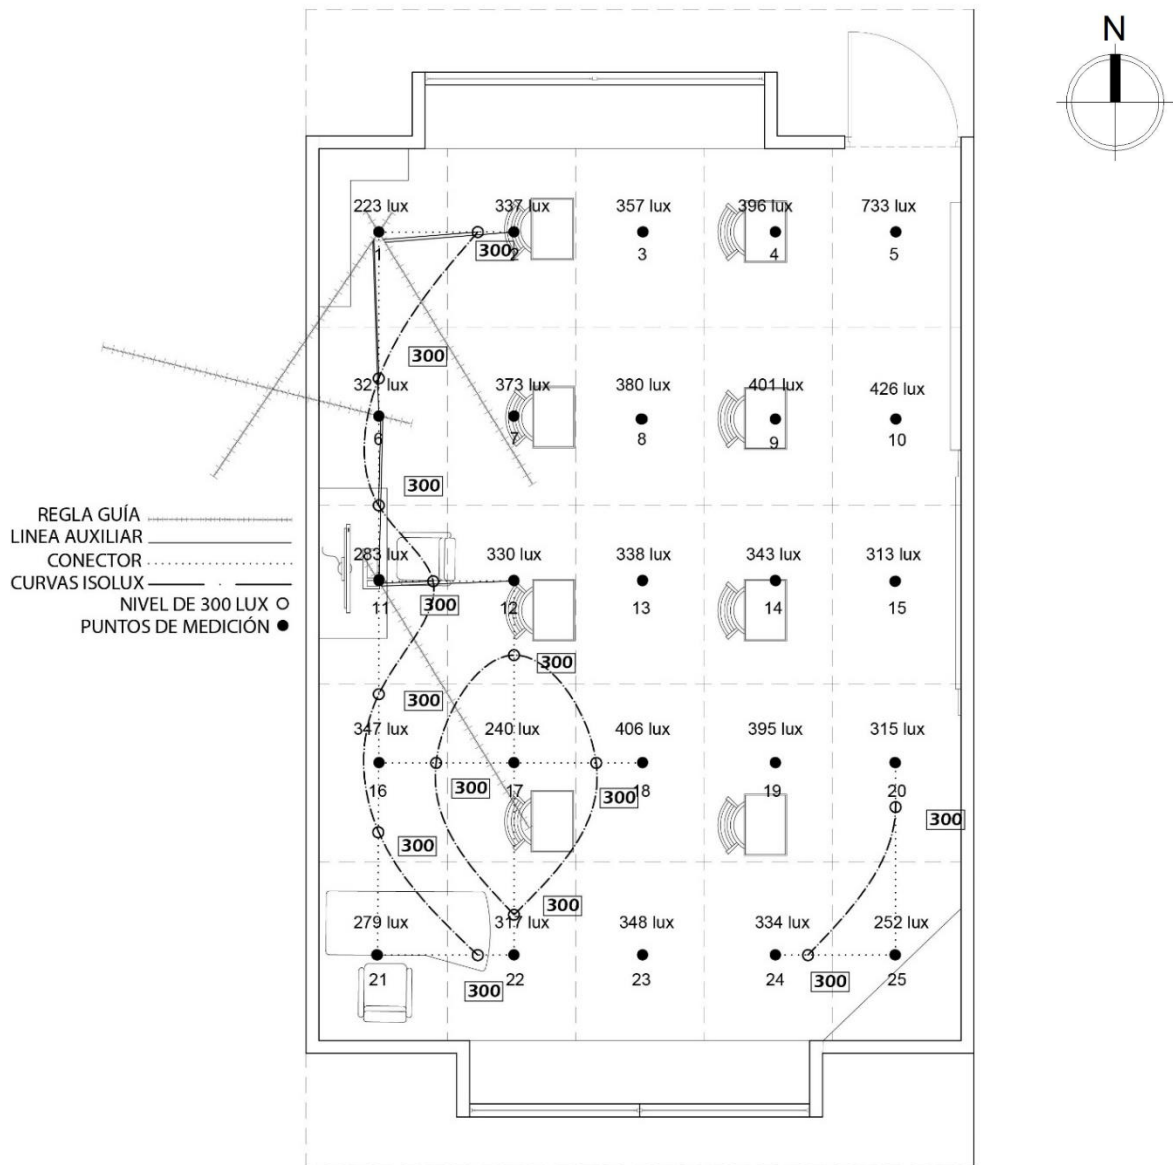 N
223 lux
337 lux
357 lux
396 lux
733 lux
1
300
2
3
4
5
300
lux
373 lux
380 lux
401 lux
426 lux
6
7
8
9
10
300
REGLA GUÍA
LINEA AUXILIAR
CONECTOR
CURVAS ISOLUX
NIVEL DE 300 LUX
PUNTOS DE MEDICIÓN
283 lux
330 lux
338 lux
343 lux
313 lux
11
300
12
13
14
15
300
300
347 lux
240 lux
406 lux
395 lux
315 lux
16
300
17
300
18
19
20
300
300
300
279 lux
317 lux
348 lux
334 lux
252 lux
21
300
22
23
24
300
25